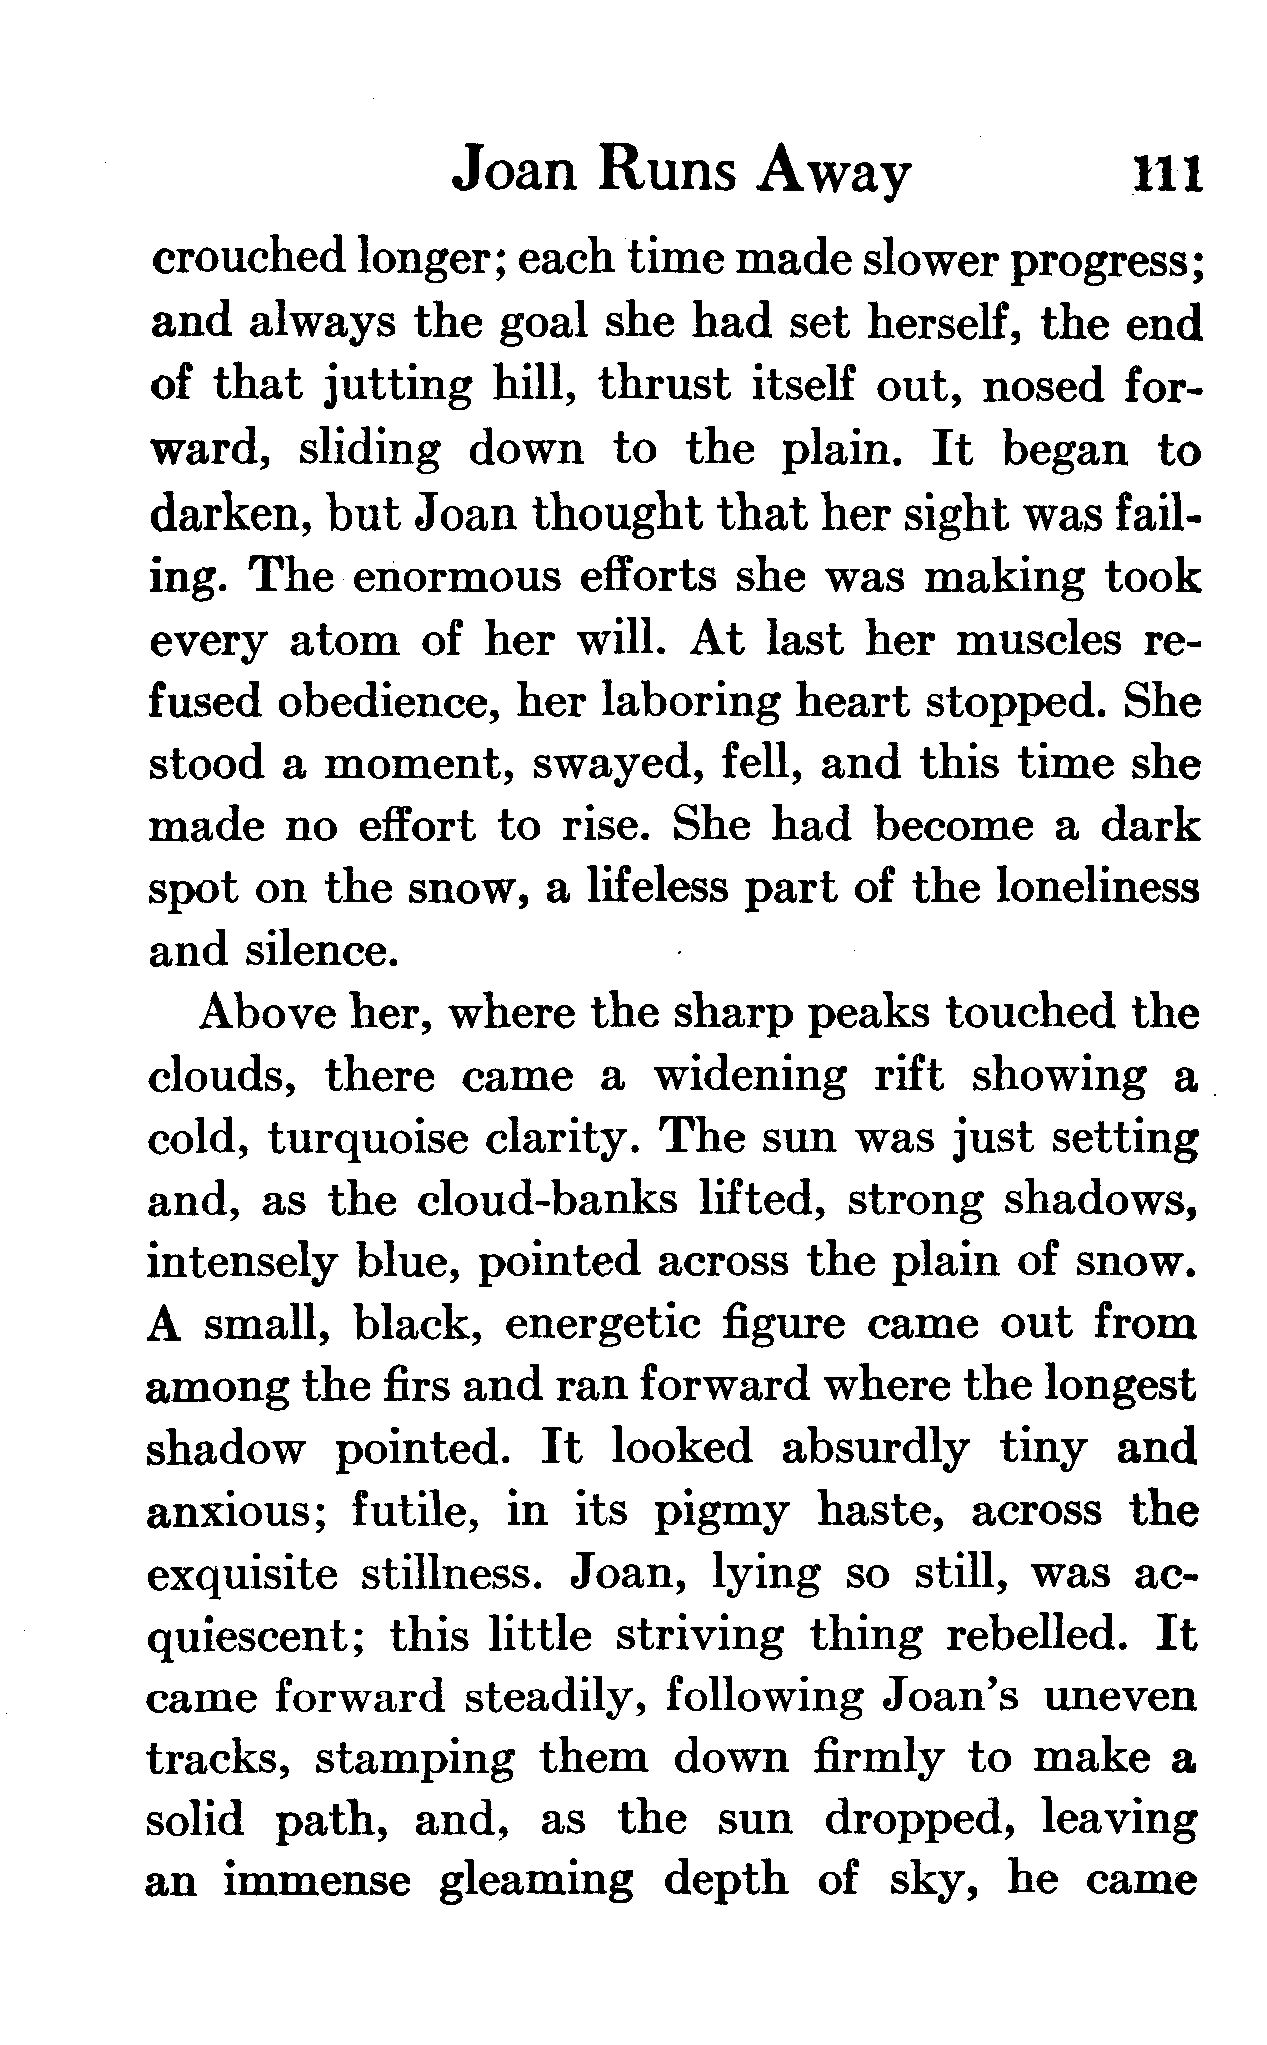 Joan Runs Away 111
crouched longer; each time made slower progress;
and always the goal she had set herself, the end
of that jutting hill, thrust itself out, nosed for-
ward, sliding down to the plain. It began to
darken, but Joan thought that her sight was fail-
ing. The enormous efforts she was making took
every atom of her will. At last her muscles re-
fused obedience, her laboring heart stopped. She
stood a moment, swayed, fell, and this time she
made no effort to rise. She had become a dark
spot on the snow, a lifeless part of the loneliness
and silence.
Above her, where the sharp peaks touched the
clouds, there came a widening rift showing a
cold, turquoise clarity. The sun was just setting
and, as the cloud-banks lifted, strong shadows,
intensely blue, pointed across the plain of snow.
A small, black, energetic figure came out from
among the firs and ran forward where the longest
shadow pointed. It looked absurdly tiny and
anxious; futile, in its pigmy haste, across the
exquisite stillness. Joan, lying so still, was ac-
quiescent; this little striving thing rebelled. It
came forward steadily, following Joan's uneven
tracks, stamping them down firmly to make a
solid path, and, as the sun dropped, leaving
an immense gleaming depth of sky, he came